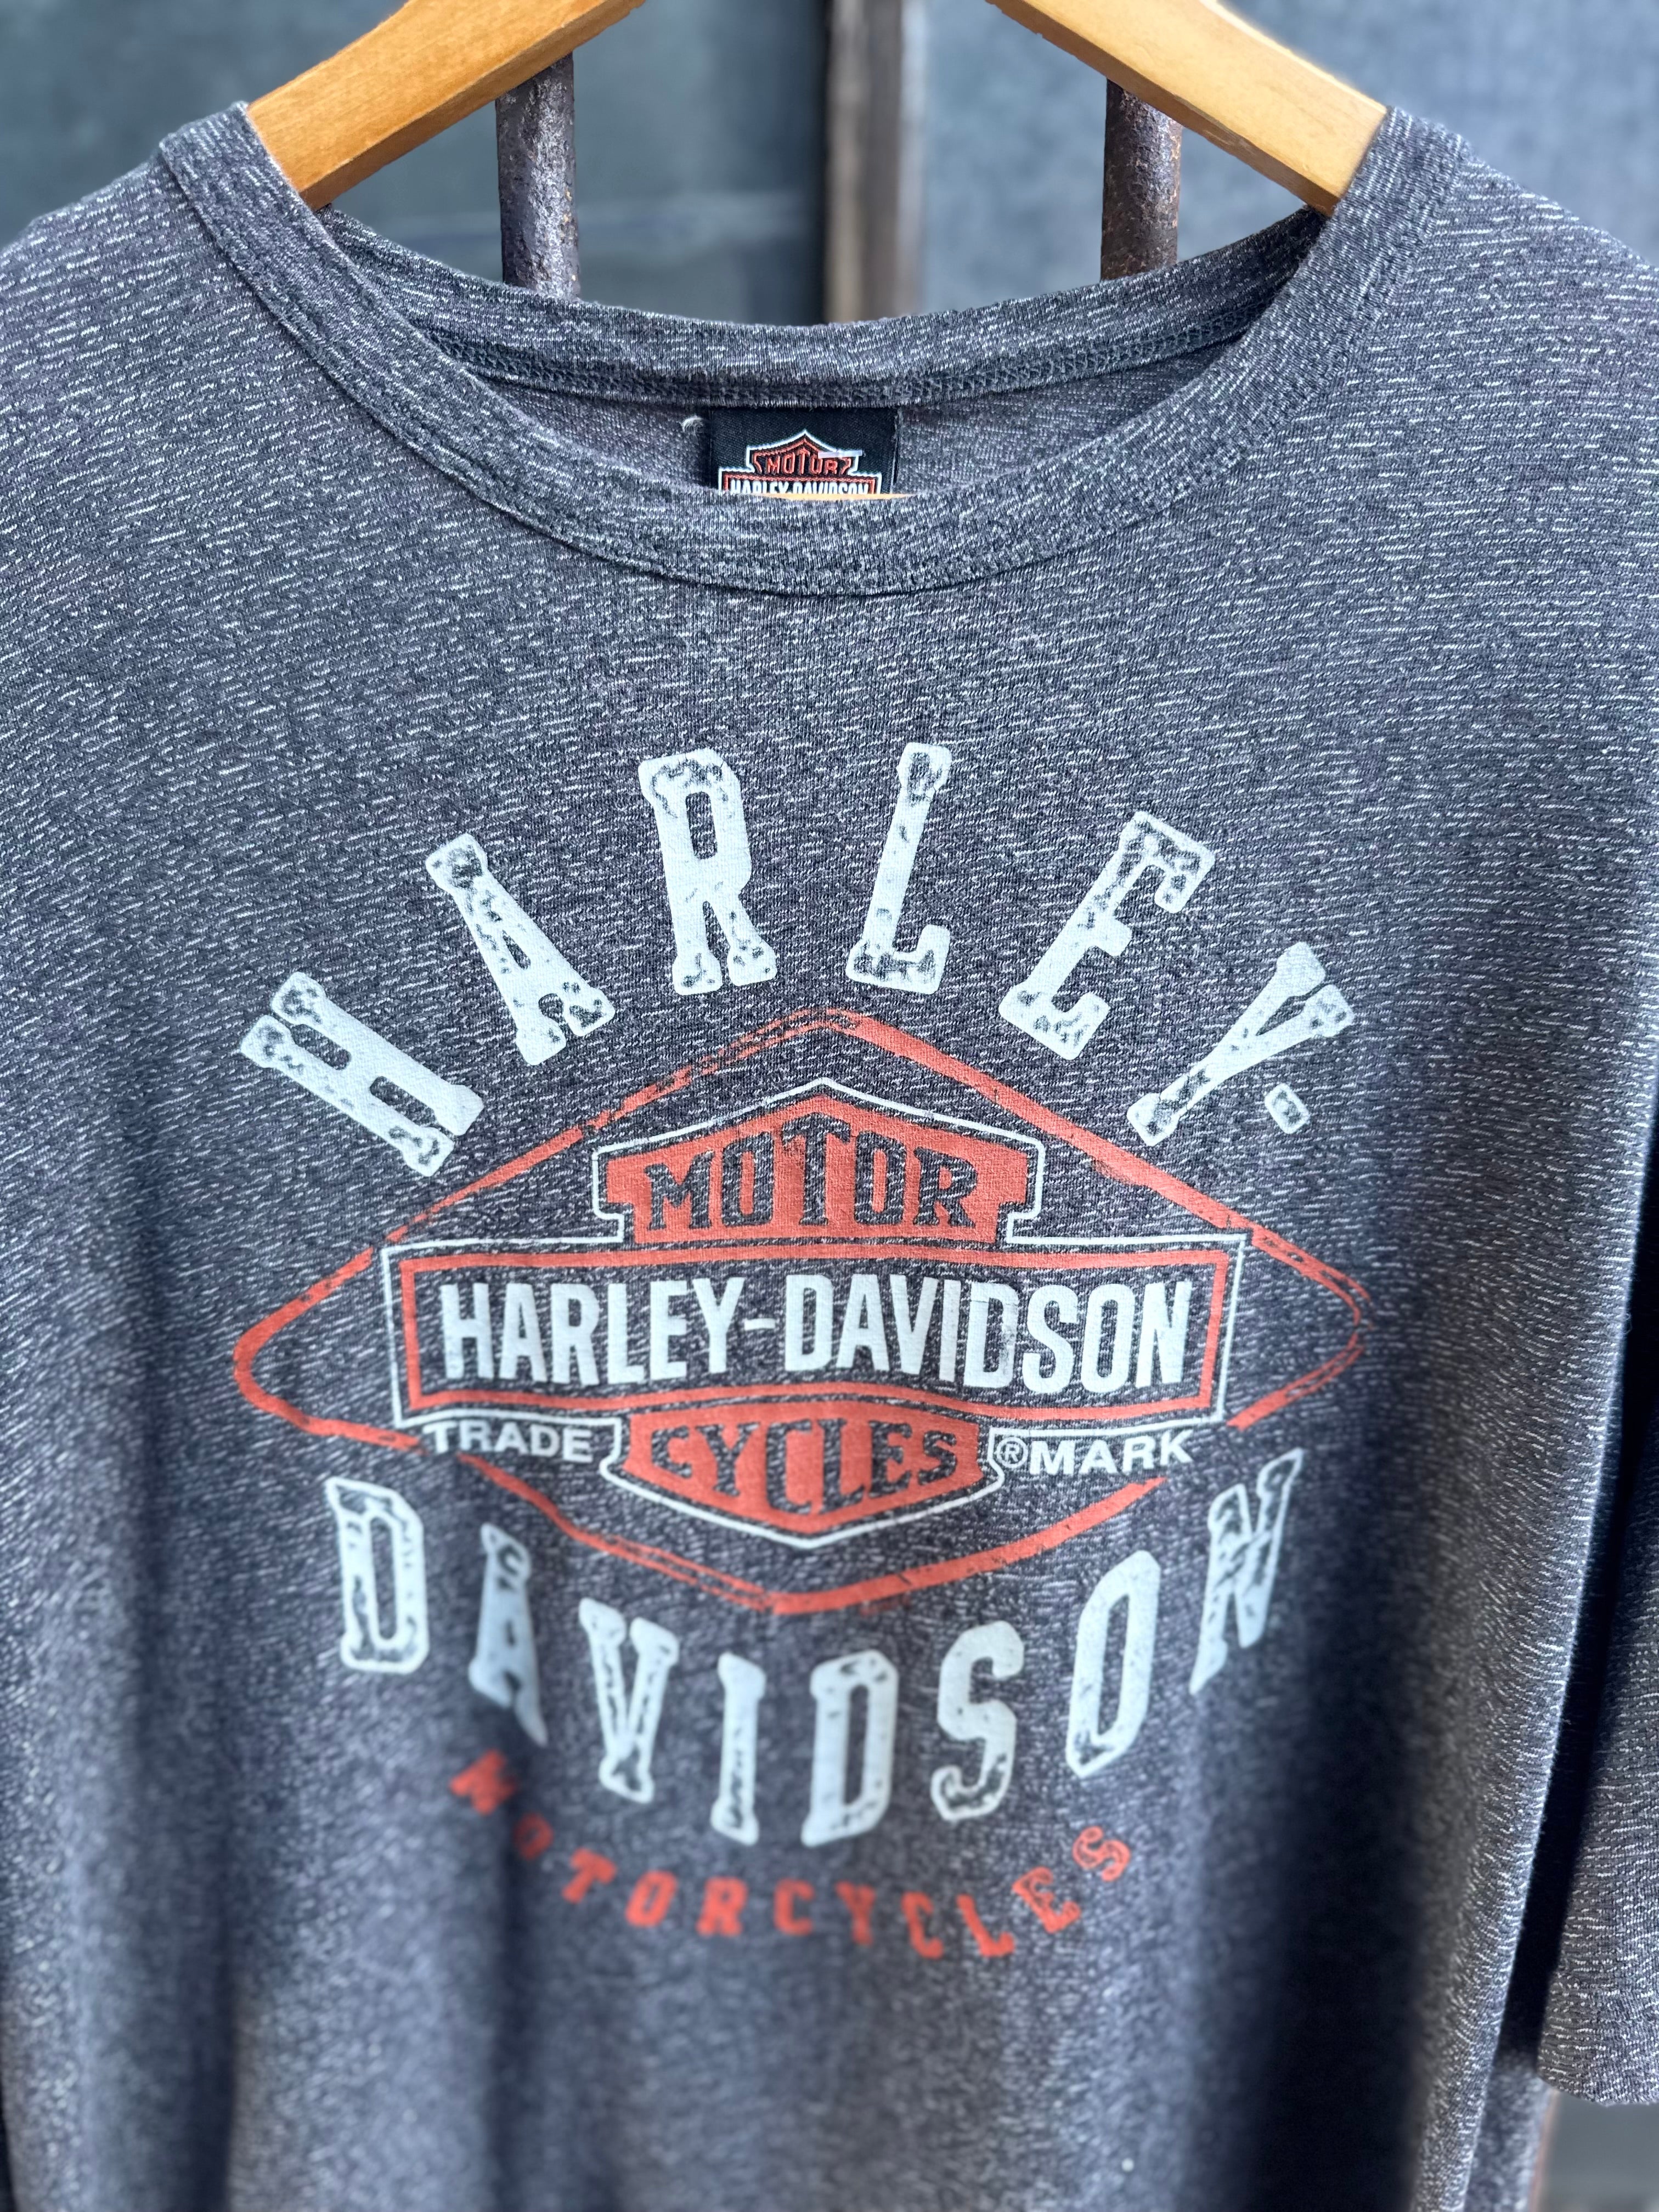 MOTOR
HARLEY-DAVIDSON
HARLEY
MOTOR
HARLEY-DAVIDSON
TRADE CYCLES ®MARK
DAVIDSON
MOTORCYCLES